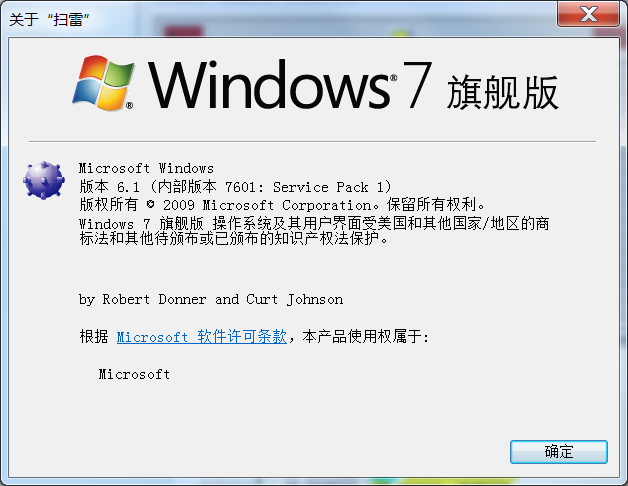 关于“扫雷”
Windows® 7 旗舰版
Microsoft Windows
版本 6.1 (内部版本 7601: Service Pack 1)
版权所有 © 2009 Microsoft Corporation。保留所有权利。
Windows 7 旗舰版 操作系统及其用户界面受美国和其他国家/地区的商
标法和其他待颁布或已颁布的知识产权法保护。
by Robert Donner and Curt Johnson
根据 Microsoft 软件许可条款，本产品使用权属于:
Microsoft
确定